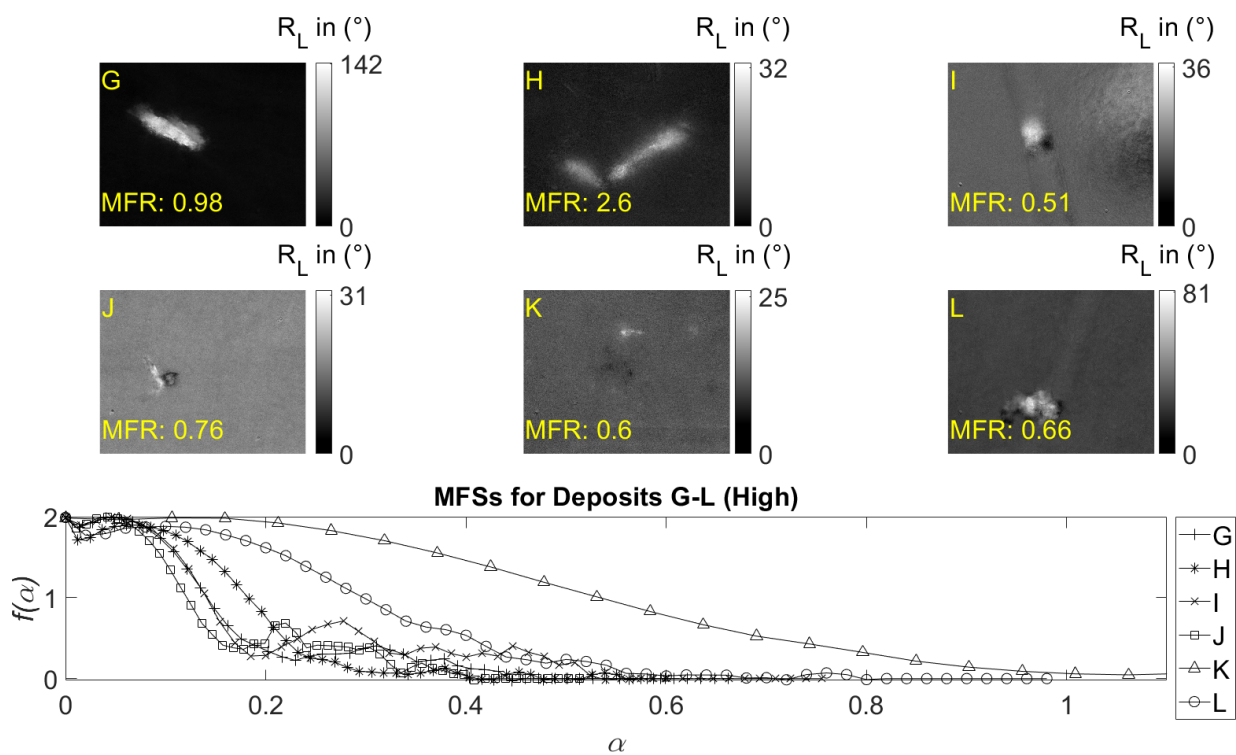 R_L in (°) R_L in (°) R_L in (°)
G 142 H 32 I 36
MFR: 0.98 MFR: 2.6 MFR: 0.51
0 0 0
R_L in (°) R_L in (°) R_L in (°)
J 31 K 25 L 81
MFR: 0.76 MFR: 0.6 MFR: 0.66
0 0 0
MFSs for Deposits G-L (High)
2
1
0
f(α)
0 0.2 0.4 0.6 0.8 1
α
G
H
I
J
K
L